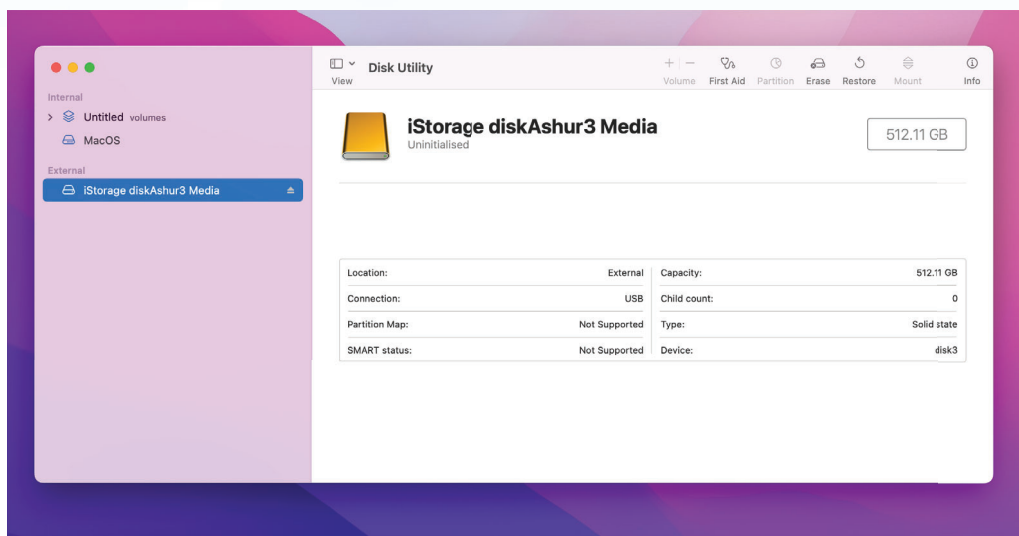 Disk Utility
View
Volume First Aid Partition Erase Restore Mount Info
Internal
Untitled volumes
MacOS
External
iStorage diskAshur3 Media
iStorage diskAshur3 Media
Uninitialised
512.11 GB
Location: External
Capacity: 512.11 GB
Connection: USB
Child count: 0
Partition Map: Not Supported
Type: Solid state
SMART status: Not Supported
Device: disk3